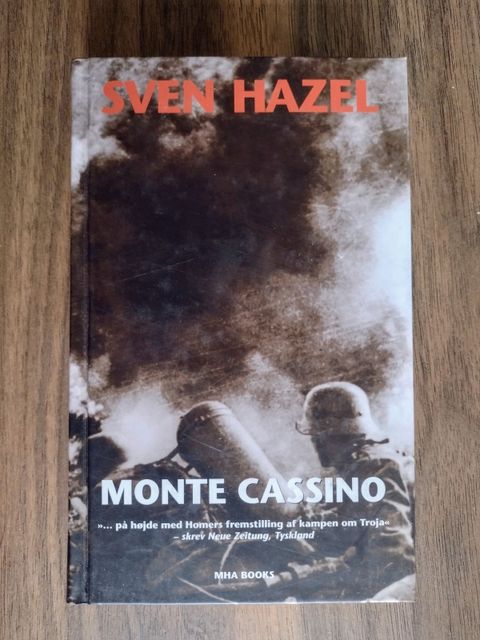 SVEN HAZEL
MONTE CASSINO
»... på højde med Homers fremstilling af kampen om Troja«
– skrev Neue Zeitung, Tyskland
MHA BOOKS